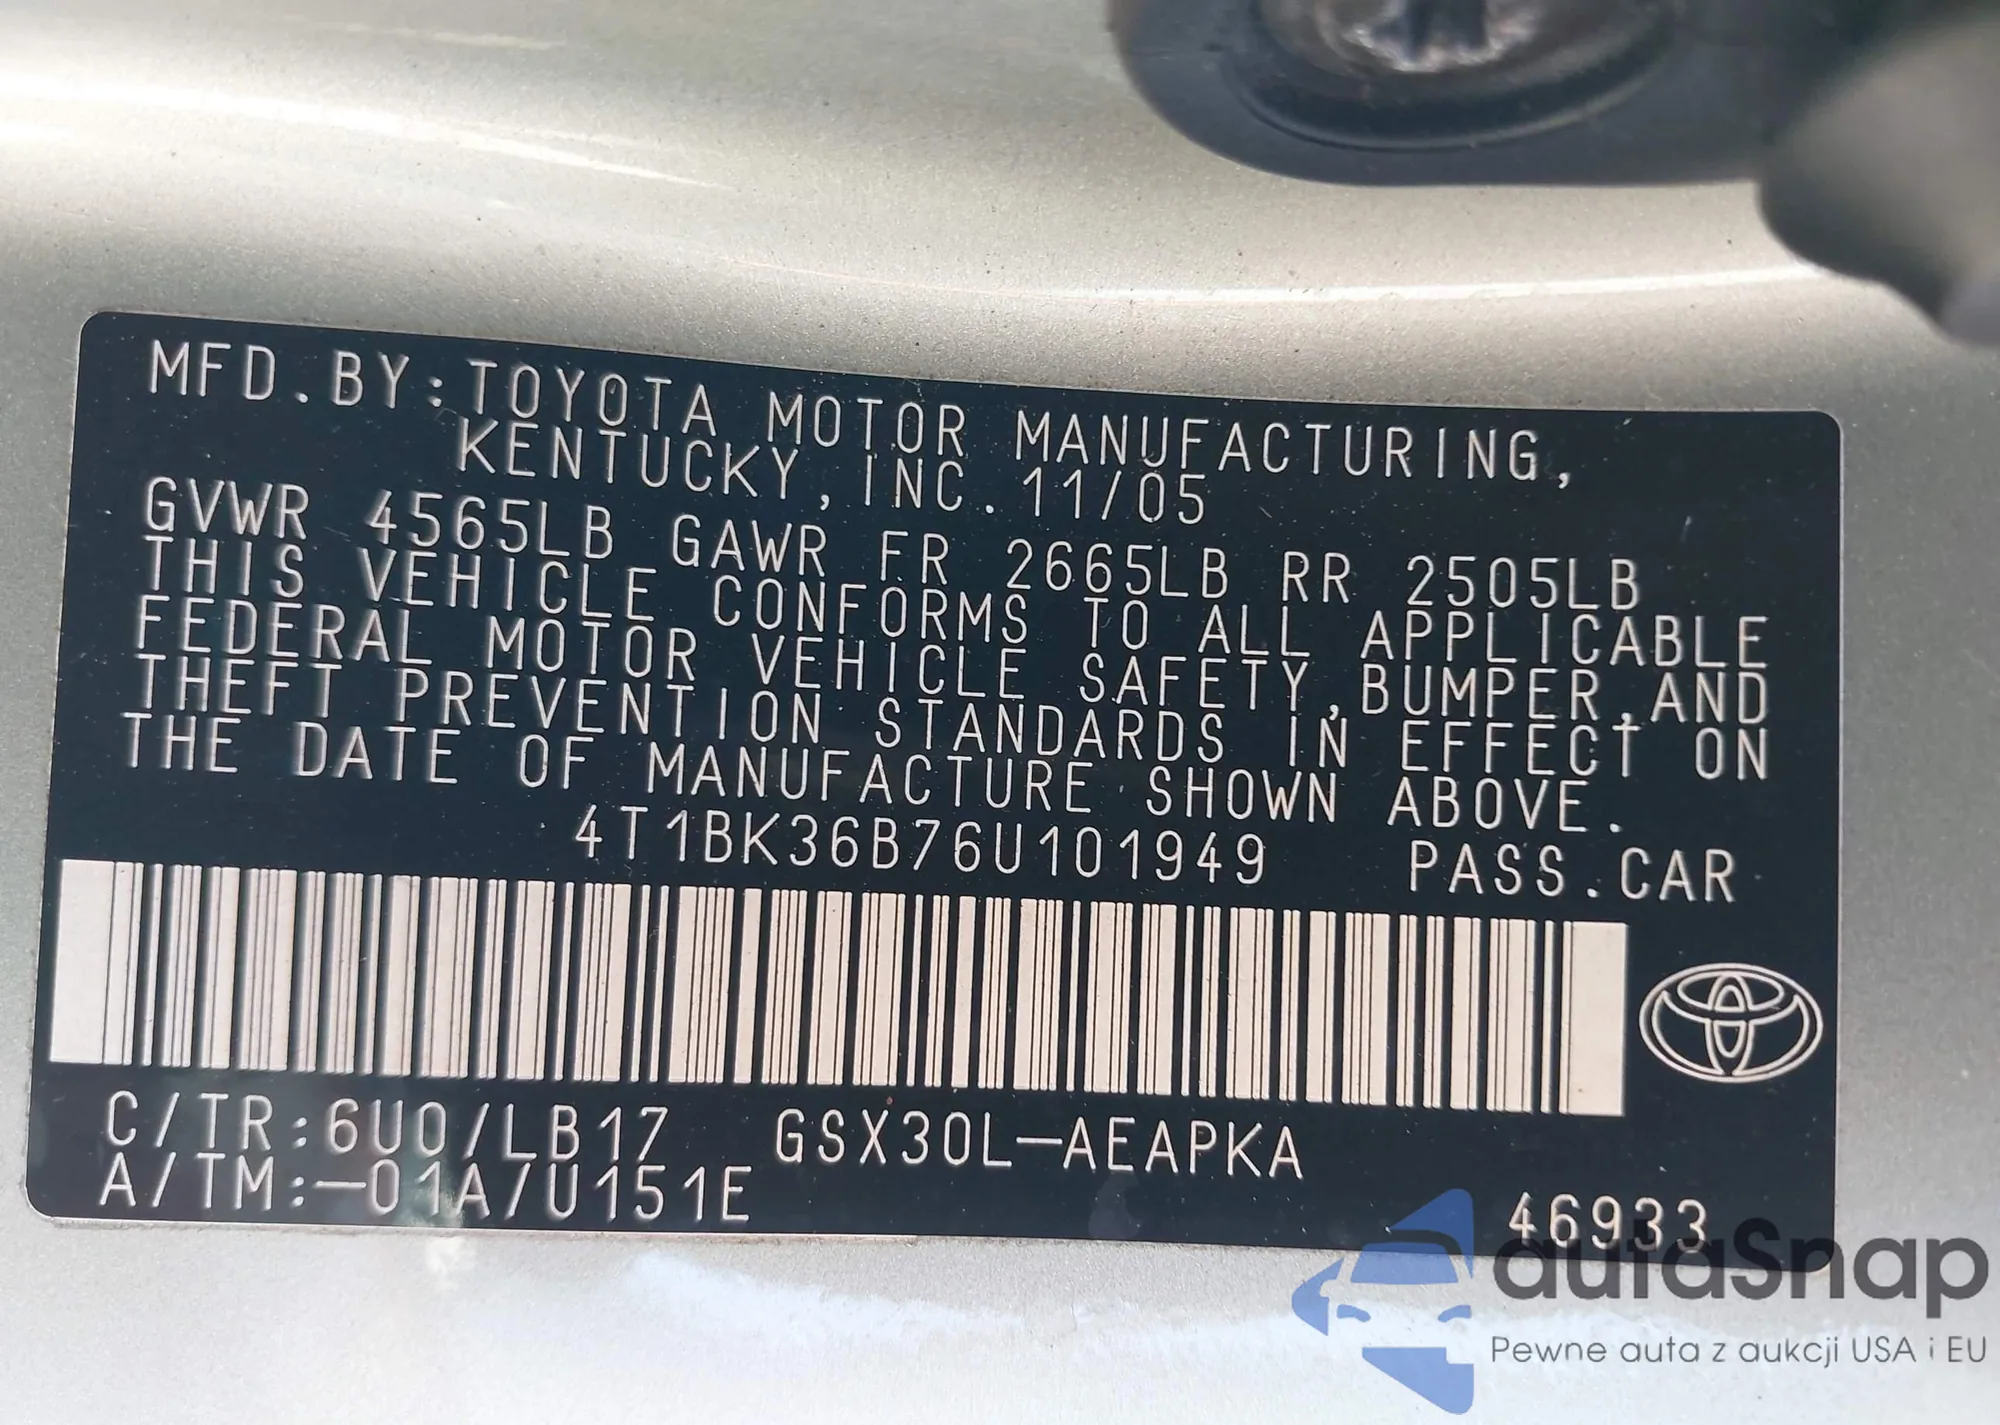 MFD.BY:TOYOTA MOTOR MANUFACTURING,
KENTUCKY,INC.11/05
GVWR 4565LB GAWR FR 2665LB RR 2505LB
THIS VEHICLE CONFORMS TO ALL APPLICABLE
FEDERAL MOTOR VEHICLE SAFETY,BUMPER,AND
THEFT PREVENTION STANDARDS IN EFFECT ON
THE DATE OF MANUFACTURE SHOWN ABOVE.
4T1BK36B76U101949 PASS.CAR
C/TR:6U0/LB17 GSX30L-AEAPKA
A/TM:-01A/U151E
46933
autaSnap
Pewne auta z aukcji USA i EU